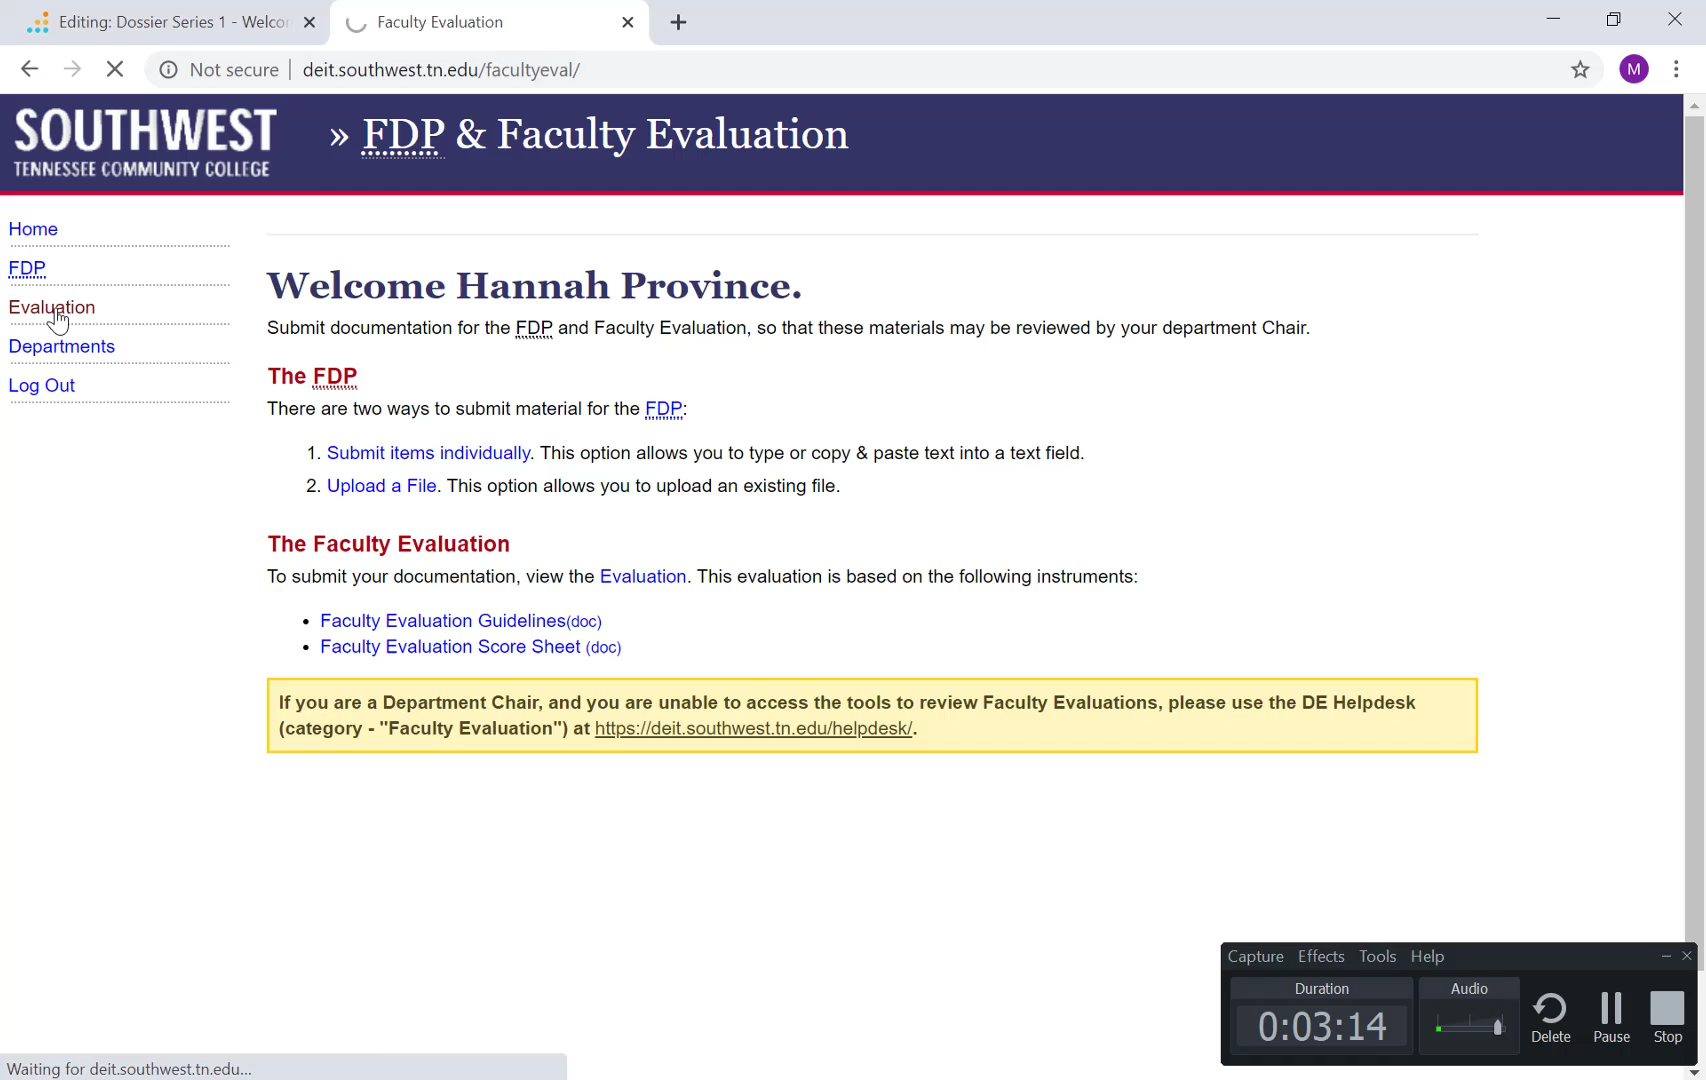 Editing: Dossier Series 1 - Welco
Faculty Evaluation
Not secure | deit.southwest.tn.edu/facultyeval/
M
SOUTHWEST
TENNESSEE COMMUNITY COLLEGE
» FDP & Faculty Evaluation
Home
FDP
Evaluation
Departments
Log Out
Welcome Hannah Province.
Submit documentation for the FDP and Faculty Evaluation, so that these materials may be reviewed by your department Chair.
The FDP
There are two ways to submit material for the FDP:
1. Submit items individually. This option allows you to type or copy & paste text into a text field.
2. Upload a File. This option allows you to upload an existing file.
The Faculty Evaluation
To submit your documentation, view the Evaluation. This evaluation is based on the following instruments:
• Faculty Evaluation Guidelines(doc)
• Faculty Evaluation Score Sheet (doc)
If you are a Department Chair, and you are unable to access the tools to review Faculty Evaluations, please use the DE Helpdesk
(category - "Faculty Evaluation") at https://deit.southwest.tn.edu/helpdesk/.
Capture Effects Tools Help
Duration
Audio
0:03:14
Delete
Pause
Stop
Waiting for deit.southwest.tn.edu...